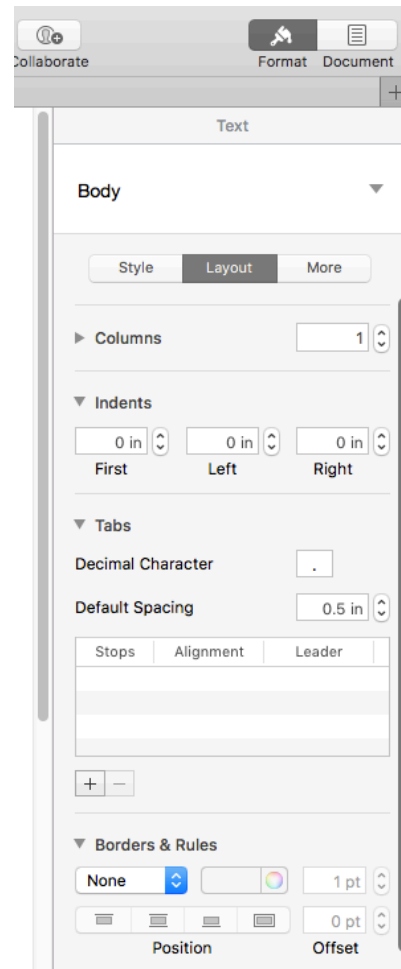 Collaborate
Format Document
+
Text
Body
Style Layout More
Columns 1
Indents
0 in 0 in 0 in
First Left Right
Tabs
Decimal Character .
Default Spacing 0.5 in
Stops Alignment Leader
+ −
Borders & Rules
None 1 pt
0 pt
Position Offset